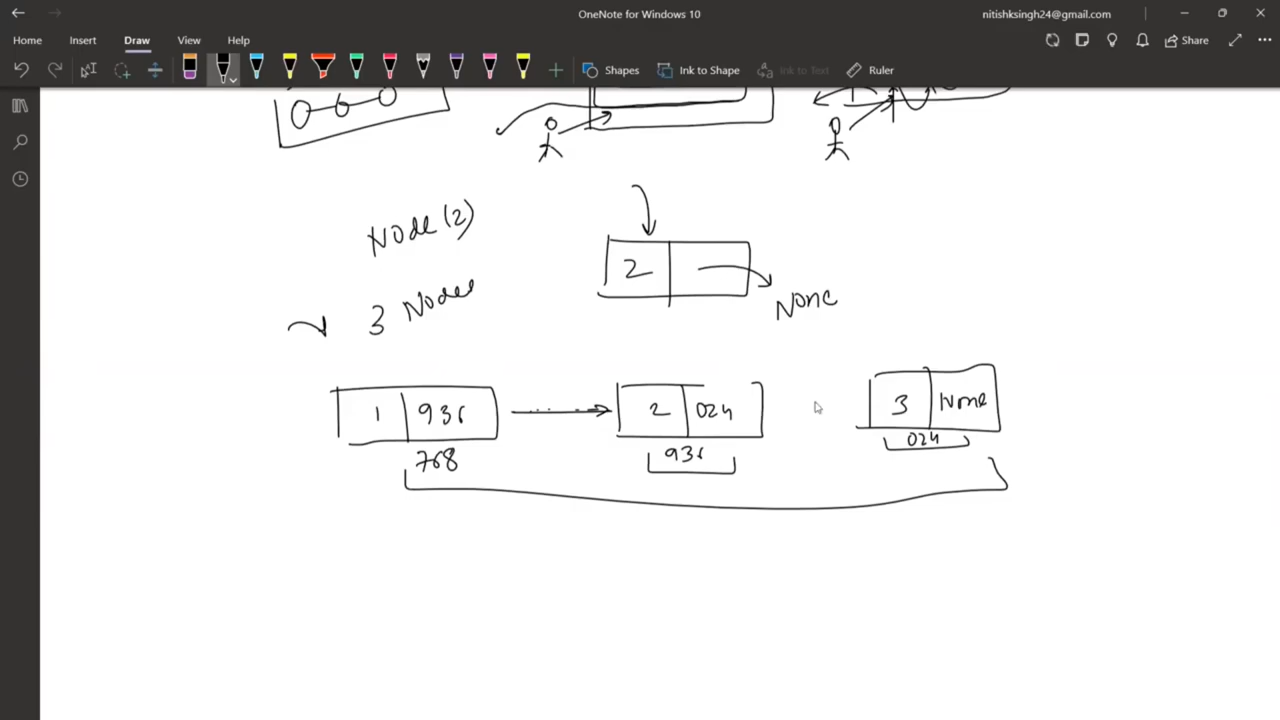 OneNote for Windows 10
nitishksingh24@gmail.com
Home Insert Draw View Help
Share
Shapes Ink to Shape Ink to Text Ruler
Node(2)
2
None
3 Nodes
1 936 2 024 3 None
768 936 024